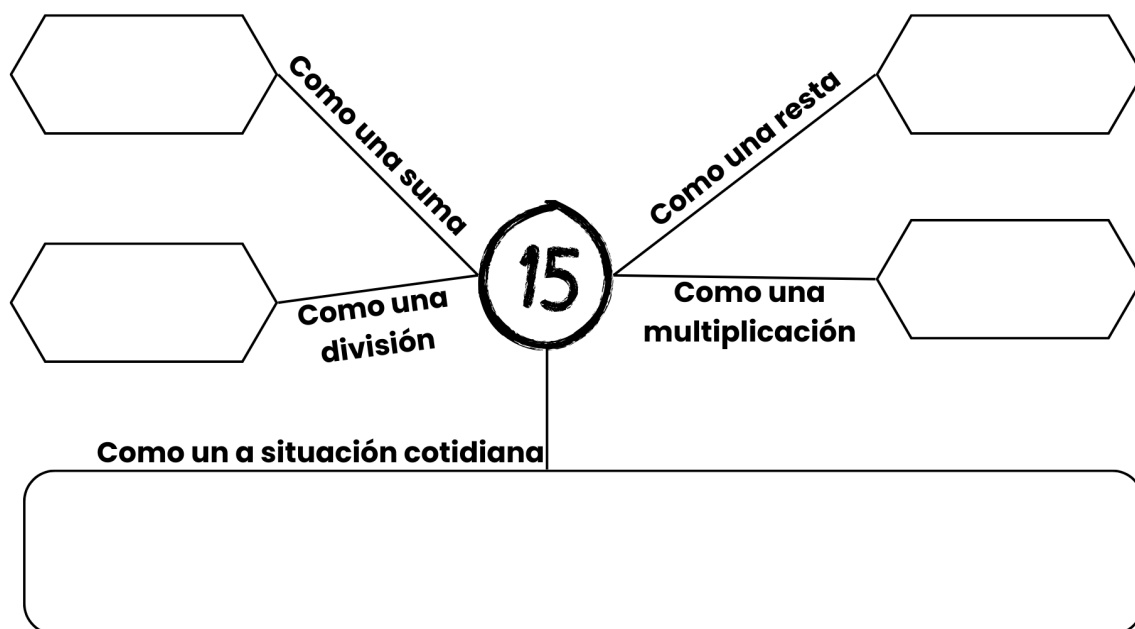 Como una suma
Como una resta
15
Como una
división
Como una
multiplicación
Como un a situación cotidiana